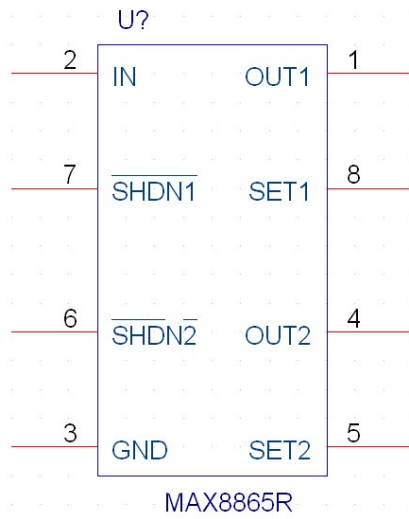 U?
2 IN OUT1 1
7 SHDN1 SET1 8
6 SHDN2 OUT2 4
3 GND SET2 5
MAX8865R